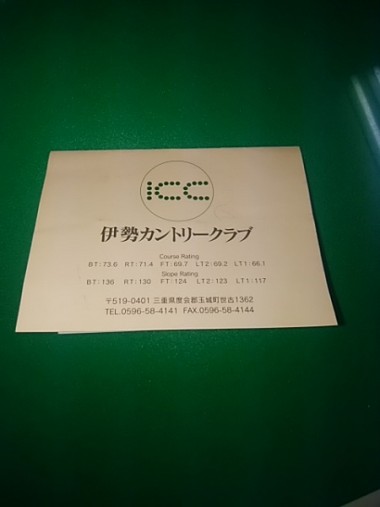 ICC
伊勢カントリークラブ
Course Rating
BT:73.6 RT:71.4 FT:69.7 LT2:69.2 LT1:66.1
Slope Rating
BT:136 RT:130 FT:124 LT2:123 LT1:117
〒519-0401 三重県度会郡玉城町世古1362
TEL.0596-58-4141 FAX.0596-58-4144